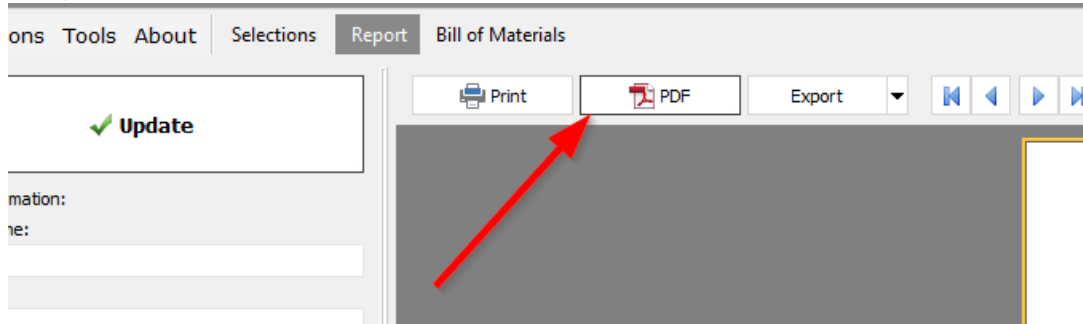 ons Tools About Selections Report Bill of Materials
Print PDF Export
Update
mation:
ne: